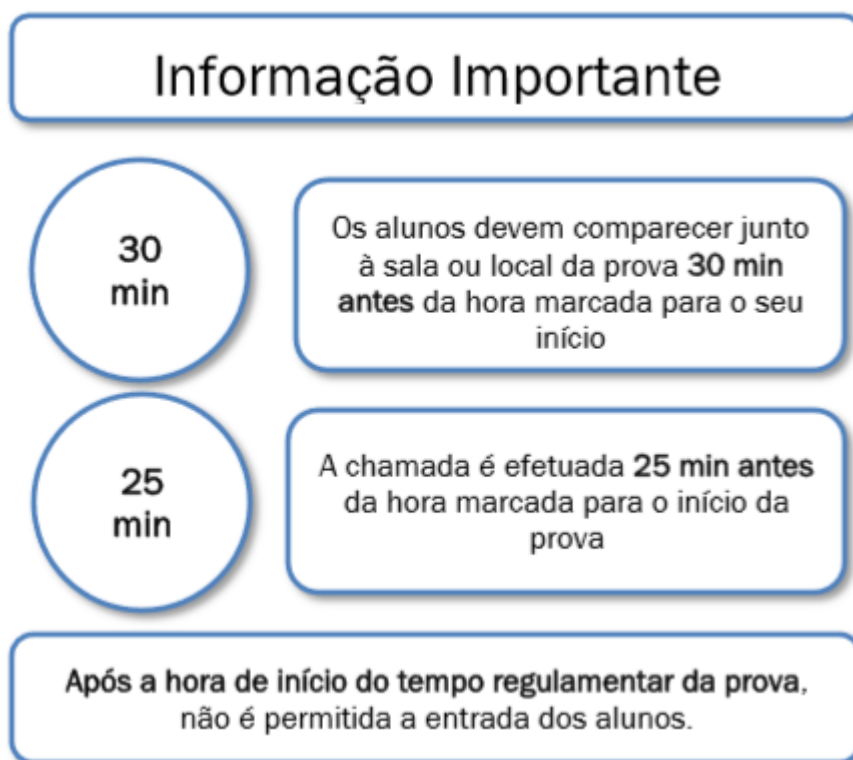 Informação Importante
30
min
Os alunos devem comparecer junto
à sala ou local da prova 30 min
antes da hora marcada para o seu
início
25
min
A chamada é efetuada 25 min antes
da hora marcada para o início da
prova
Após a hora de início do tempo regulamentar da prova,
não é permitida a entrada dos alunos.